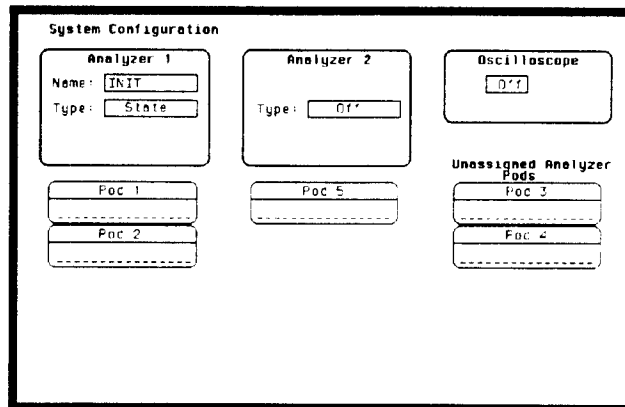 System Configuration
Analyzer 1
Name: INIT
Type: State
Analyzer 2
Type: Off
Oscilloscope
Off
Unassigned Analyzer
Pods
Pod 1
Pod 2
Pod 5
Pod 3
Pod 4